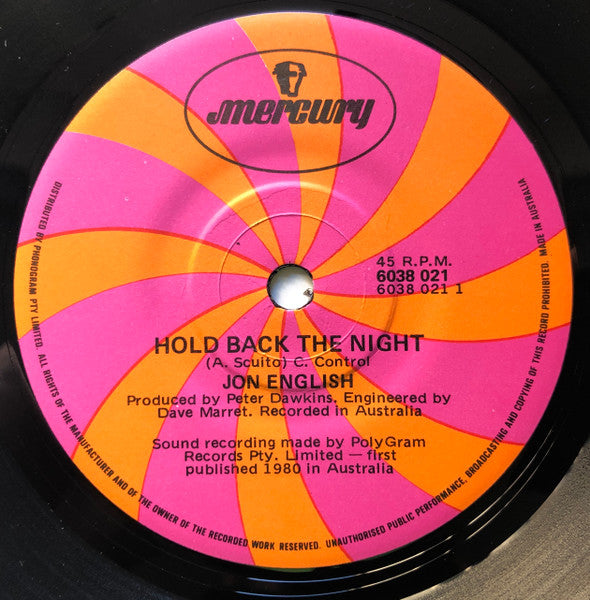 mercury
45 R.P.M.
6038 021
6038 021 1
HOLD BACK THE NIGHT
(A. Scuito) C. Control
JON ENGLISH
Produced by Peter Dawkins. Engineered by
Dave Marret. Recorded in Australia
Sound recording made by PolyGram
Records Pty. Limited — first
published 1980 in Australia
DISTRIBUTED BY PHONOGRAM PTY LIMITED. ALL RIGHTS OF THE MANUFACTURER AND OF THE OWNER OF THE RECORDED WORK RESERVED. UNAUTHORISED PUBLIC PERFORMANCE, BROADCASTING AND COPYING OF THIS RECORD PROHIBITED. MADE IN AUSTRALIA